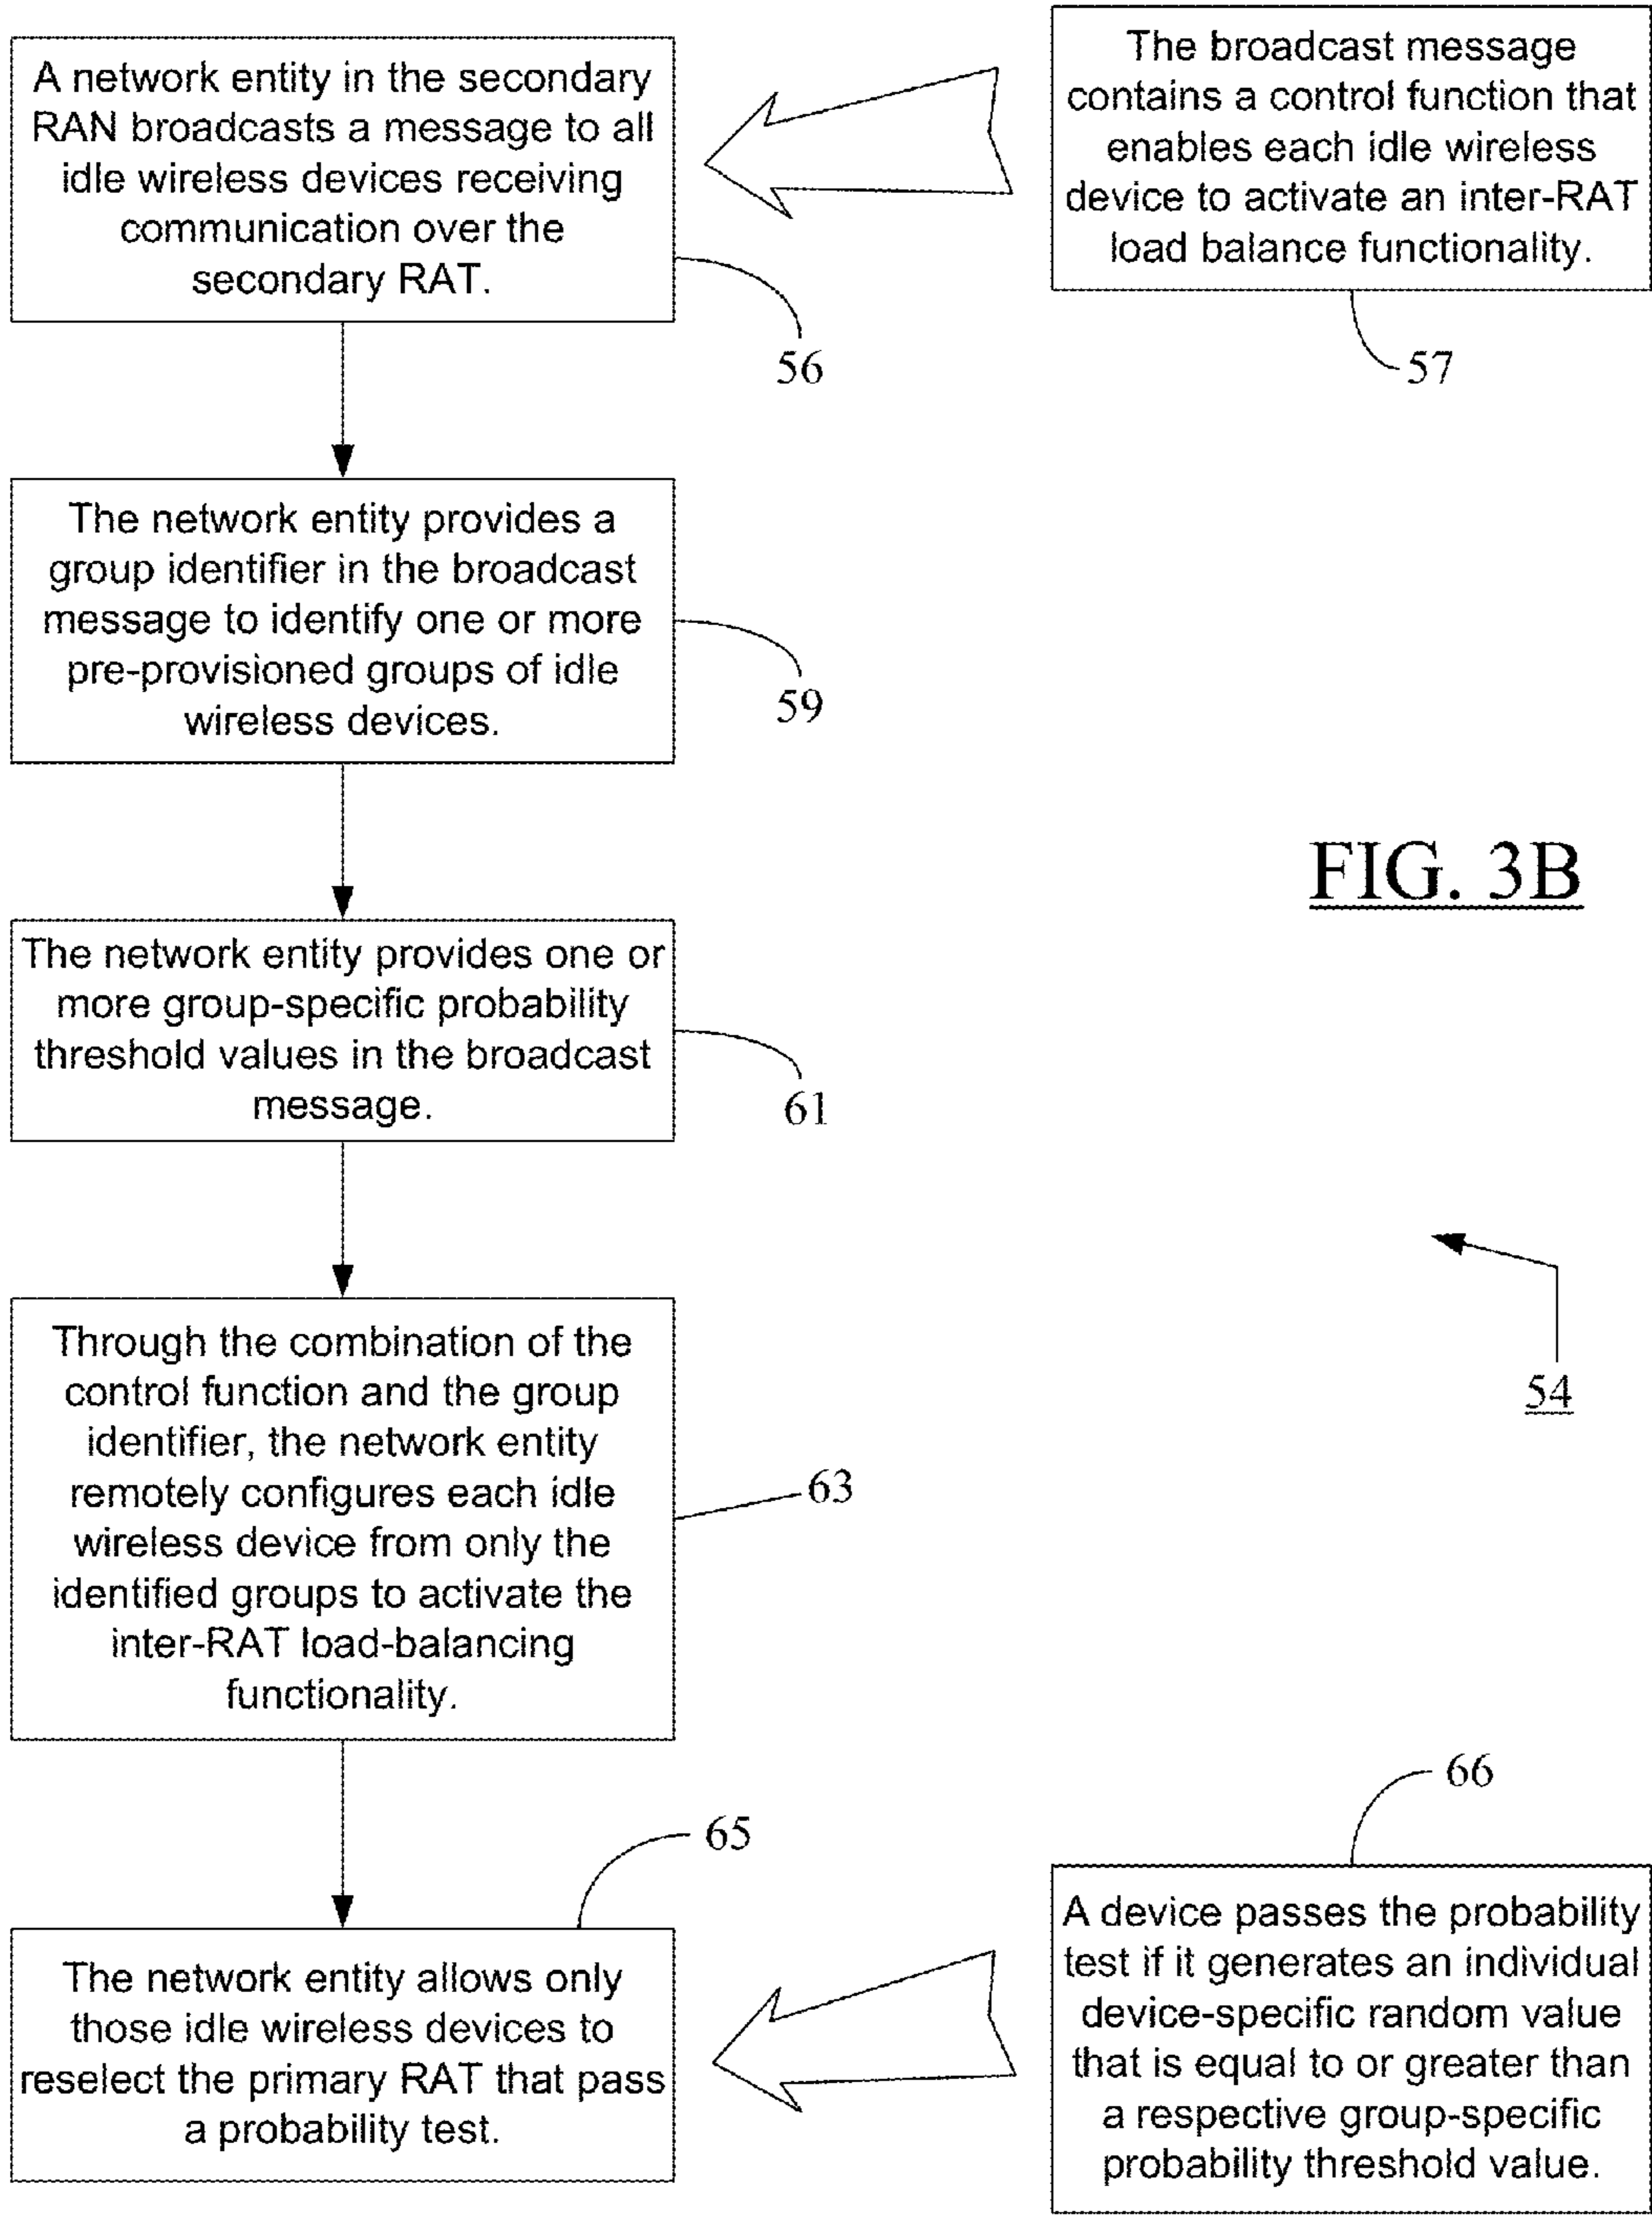 A network entity in the secondary
RAN broadcasts a message to all
idle wireless devices receiving
communication over the
secondary RAT.
56
The broadcast message
contains a control function that
enables each idle wireless
device to activate an inter-RAT
load balance functionality.
57
The network entity provides a
group identifier in the broadcast
message to identify one or more
pre-provisioned groups of idle
wireless devices.
59
FIG. 3B
The network entity provides one or
more group-specific probability
threshold values in the broadcast
message.
61
54
Through the combination of the
control function and the group
identifier, the network entity
remotely configures each idle
wireless device from only the
identified groups to activate the
inter-RAT load-balancing
functionality.
63
65
The network entity allows only
those idle wireless devices to
reselect the primary RAT that pass
a probability test.
66
A device passes the probability
test if it generates an individual
device-specific random value
that is equal to or greater than
a respective group-specific
probability threshold value.